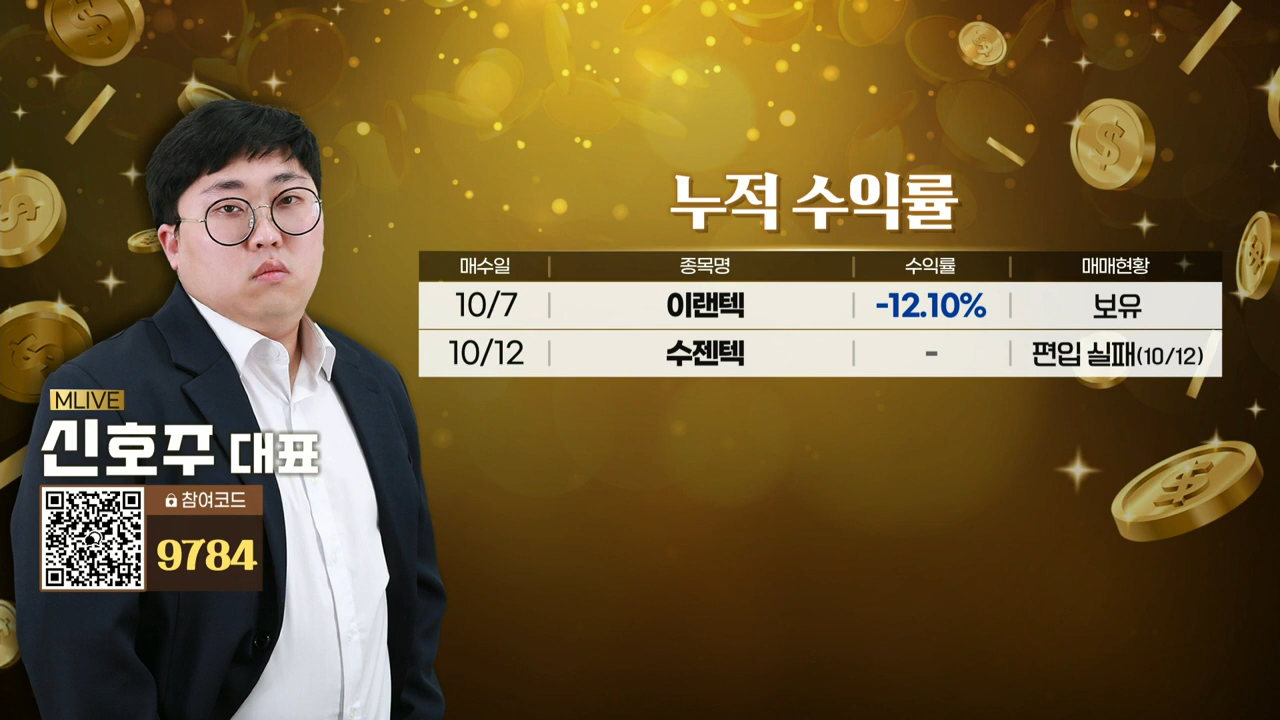 누적 수익률
매수일 | 종목명 | 수익률 | 매매현황
10/7 | 이랜텍 | -12.10% | 보유
10/12 | 수젠텍 | - | 편입 실패(10/12)
MLIVE
신호주 대표
참여코드
9784